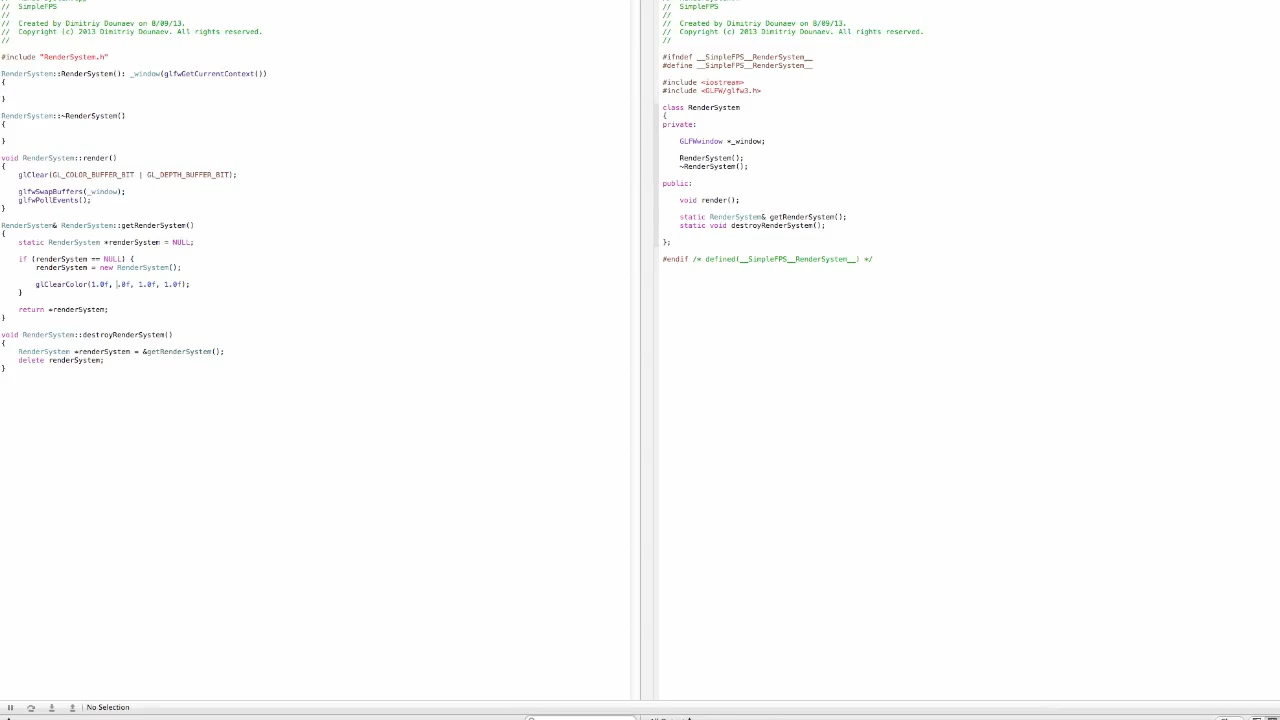 //  SimpleFPS
//
//  Created by Dimitriy Dounaev on 8/09/13.
//  Copyright (c) 2013 Dimitriy Dounaev. All rights reserved.
//
#include "RenderSystem.h"
RenderSystem::RenderSystem(): _window(glfwGetCurrentContext())
{
}
RenderSystem::~RenderSystem()
{
}
void RenderSystem::render()
{
glClear(GL_COLOR_BUFFER_BIT | GL_DEPTH_BUFFER_BIT);
glfwSwapBuffers(_window);
glfwPollEvents();
}
RenderSystem& RenderSystem::getRenderSystem()
{
static RenderSystem *renderSystem = NULL;
if (renderSystem == NULL) {
renderSystem = new RenderSystem();
glClearColor(1.0f, .0f, 1.0f, 1.0f);
}
return *renderSystem;
}
void RenderSystem::destroyRenderSystem()
{
RenderSystem *renderSystem = &getRenderSystem();
delete renderSystem;
}
//  SimpleFPS
//
//  Created by Dimitriy Dounaev on 8/09/13.
//  Copyright (c) 2013 Dimitriy Dounaev. All rights reserved.
//
#ifndef __SimpleFPS__RenderSystem__
#define __SimpleFPS__RenderSystem__
#include <iostream>
#include <GLFW/glfw3.h>
class RenderSystem
{
private:
GLFWwindow *_window;
RenderSystem();
~RenderSystem();
public:
void render();
static RenderSystem& getRenderSystem();
static void destroyRenderSystem();
};
#endif /* defined(__SimpleFPS__RenderSystem__) */
No Selection